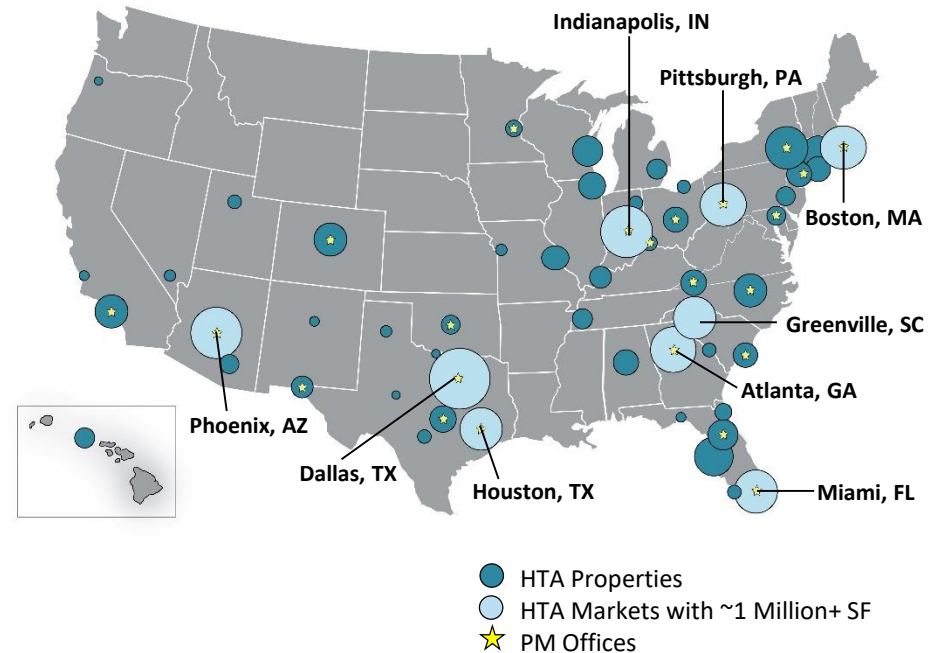 Indianapolis, IN
Pittsburgh, PA
Boston, MA
Greenville, SC
Atlanta, GA
Phoenix, AZ
Dallas, TX
Houston, TX
Miami, FL
HTA Properties
HTA Markets with ~1 Million+ SF
PM Offices